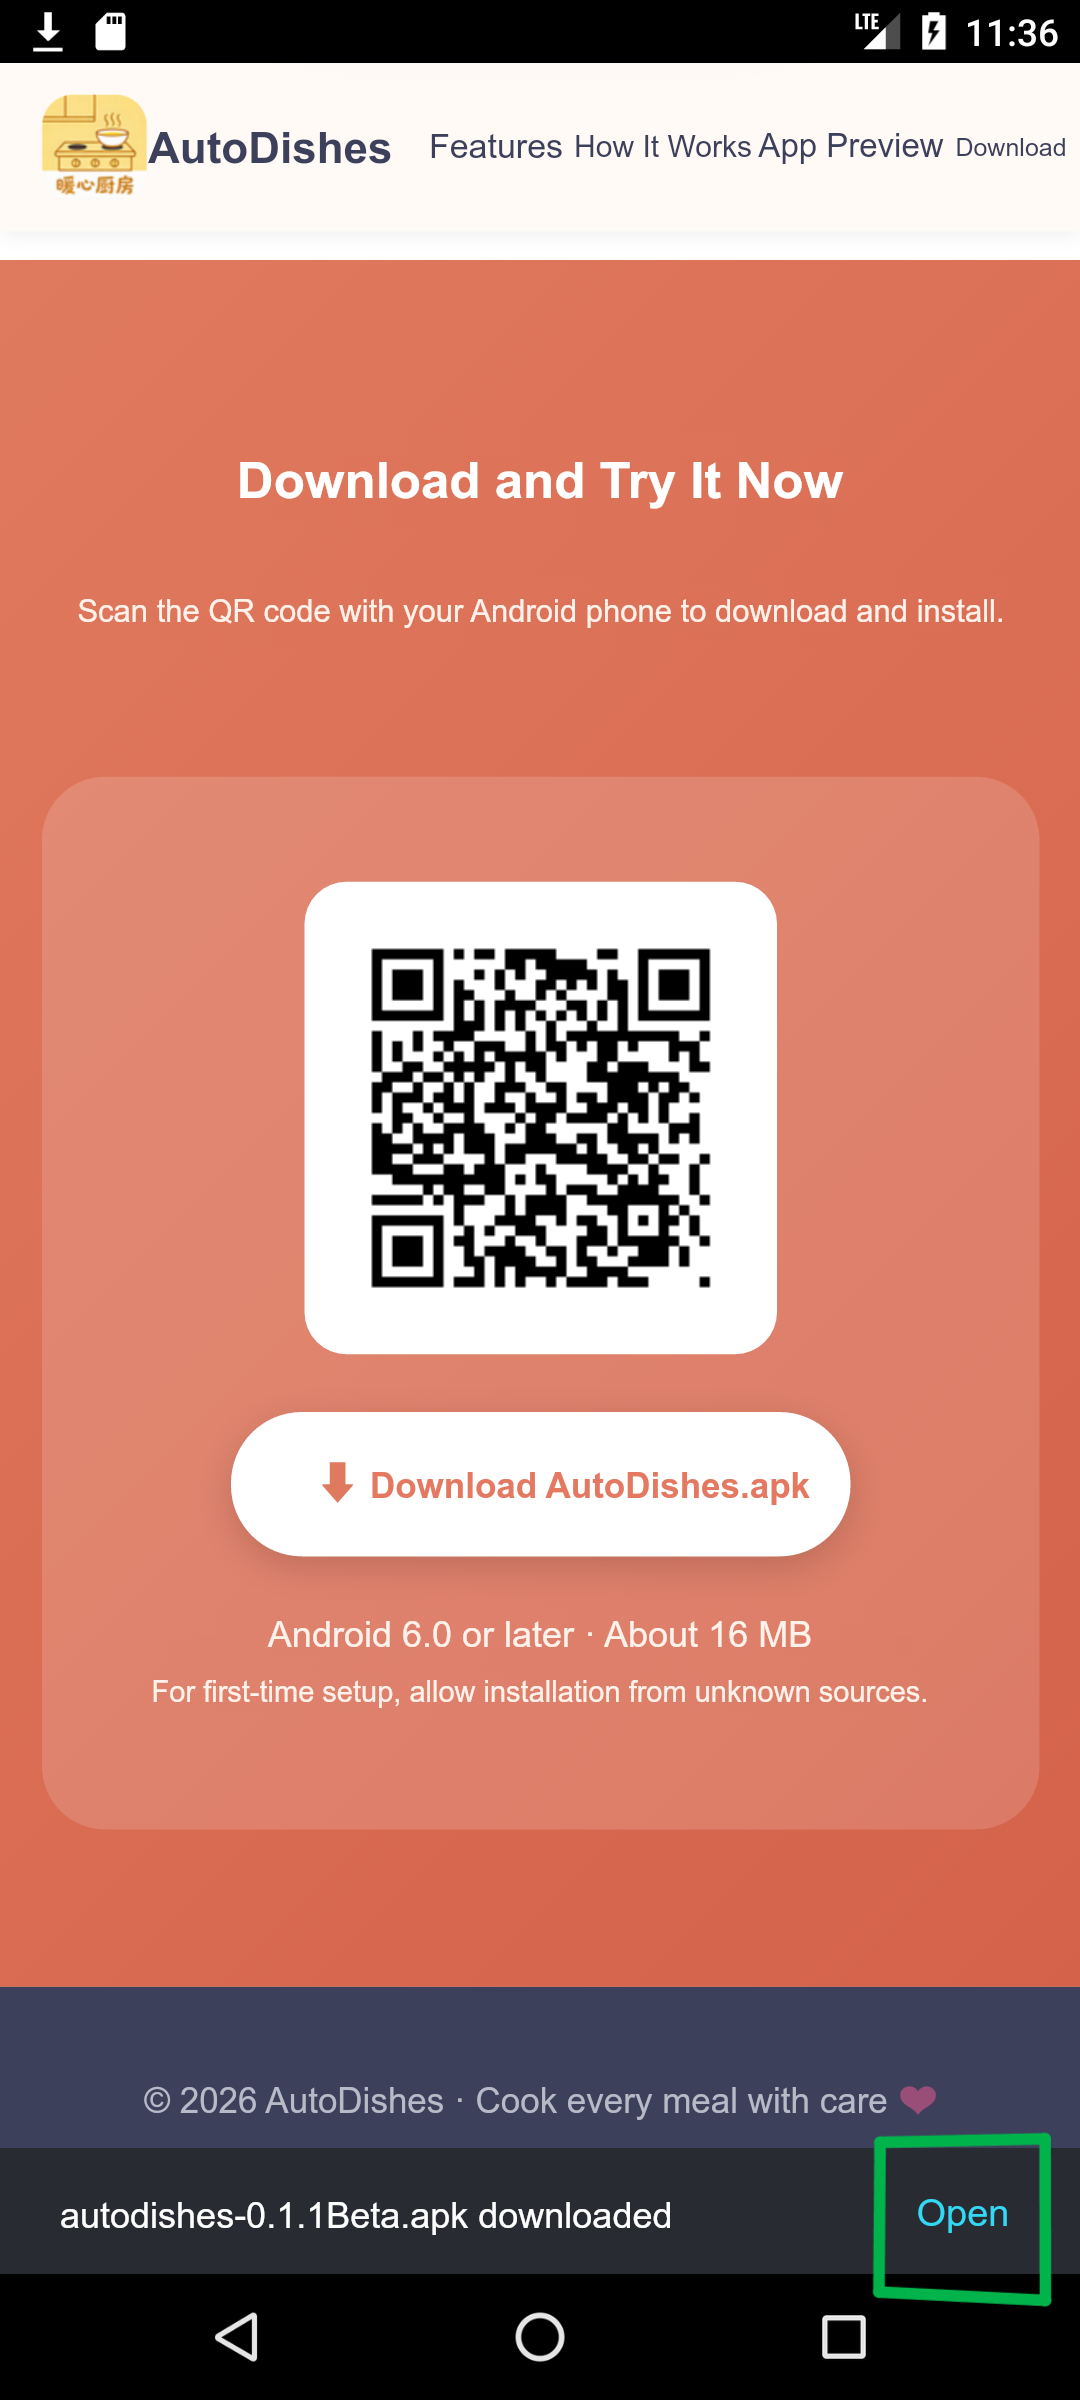 LTE 11:36
暖心厨房
AutoDishes Features How It Works App Preview Download
Download and Try It Now
Scan the QR code with your Android phone to download and install.
Download AutoDishes.apk
Android 6.0 or later · About 16 MB
For first-time setup, allow installation from unknown sources.
© 2026 AutoDishes · Cook every meal with care
autodishes-0.1.1Beta.apk downloaded Open